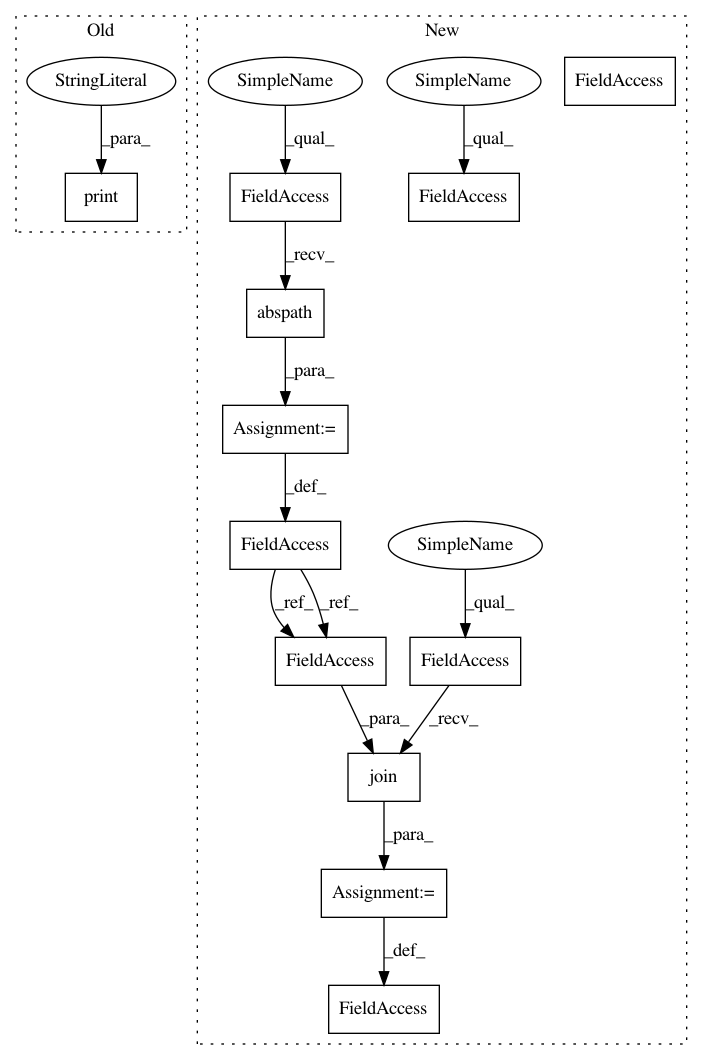 Old
New
StringLiteral
SimpleName
SimpleName
FieldAccess
_para_
_qual_
_qual_
print
FieldAccess
FieldAccess
_recv_
abspath
_para_
Assignment:=
_def_
FieldAccess
SimpleName
_ref_
_ref_
_qual_
FieldAccess
FieldAccess
_para_
_recv_
join
_para_
Assignment:=
_def_
FieldAccess